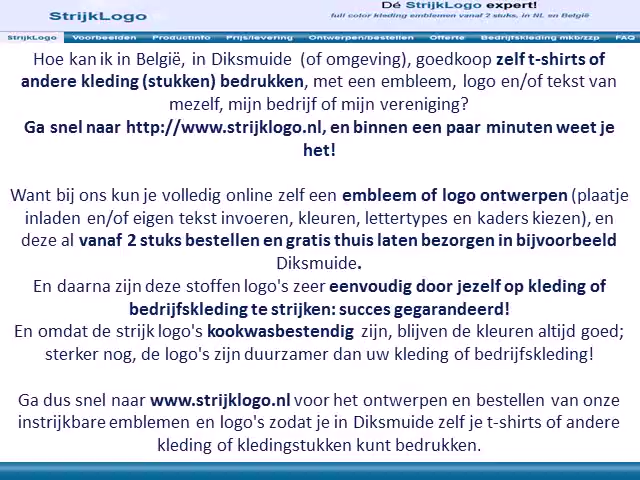 StrijkLogo
Dé StrijkLogo expert!
full color kleding emblemen vanaf 2 stuks, in NL en België
StrijkLogo Voorbeelden Productinfo Prijs/levering Ontwerpen/bestellen Offerte Bedrijfskleding mkb/zzp FAQ
Hoe kan ik in België, in Diksmuide (of omgeving), goedkoop zelf t-shirts of
andere kleding (stukken) bedrukken, met een embleem, logo en/of tekst van
mezelf, mijn bedrijf of mijn vereniging?
Ga snel naar http://www.strijklogo.nl, en binnen een paar minuten weet je
het!
Want bij ons kun je volledig online zelf een embleem of logo ontwerpen (plaatje
inladen en/of eigen tekst invoeren, kleuren, lettertypes en kaders kiezen), en
deze al vanaf 2 stuks bestellen en gratis thuis laten bezorgen in bijvoorbeeld
Diksmuide.
En daarna zijn deze stoffen logo's zeer eenvoudig door jezelf op kleding of
bedrijfskleding te strijken: succes gegarandeerd!
En omdat de strijk logo's kookwasbestendig zijn, blijven de kleuren altijd goed;
sterker nog, de logo's zijn duurzamer dan uw kleding of bedrijfskleding!
Ga dus snel naar www.strijklogo.nl voor het ontwerpen en bestellen van onze
instrijkbare emblemen en logo's zodat je in Diksmuide zelf je t-shirts of andere
kleding of kledingstukken kunt bedrukken.